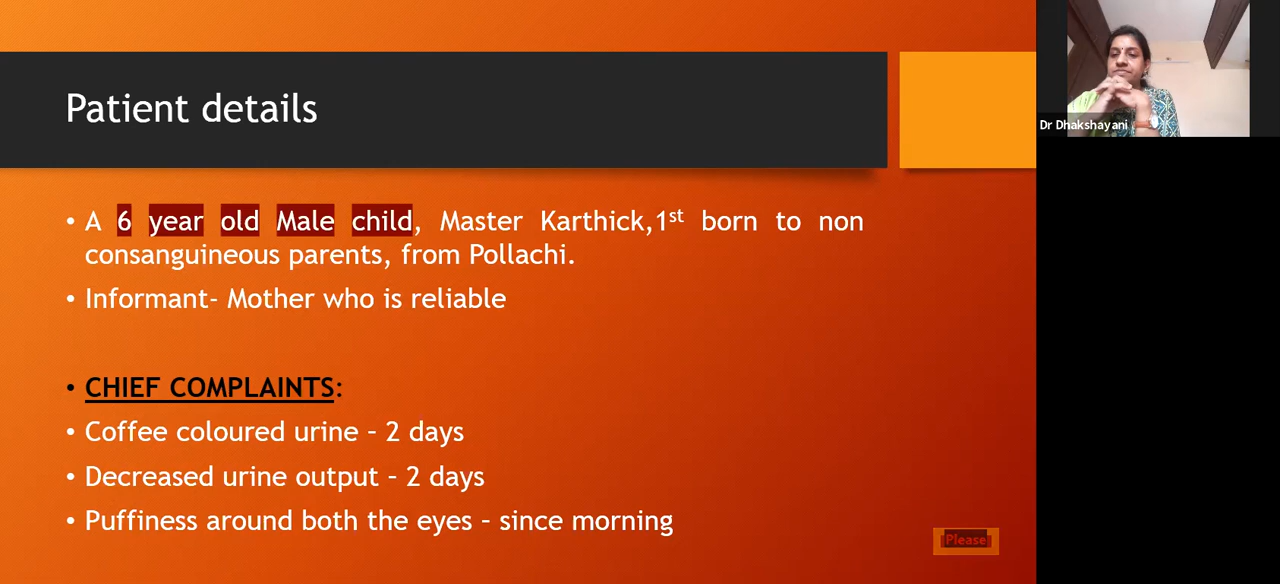 Patient details
• A 6 year old Male child, Master Karthick,1st born to non
consanguineous parents, from Pollachi.
• Informant- Mother who is reliable
• CHIEF COMPLAINTS:
• Coffee coloured urine – 2 days
• Decreased urine output – 2 days
• Puffiness around both the eyes – since morning
Please
Dr Dhakshayani